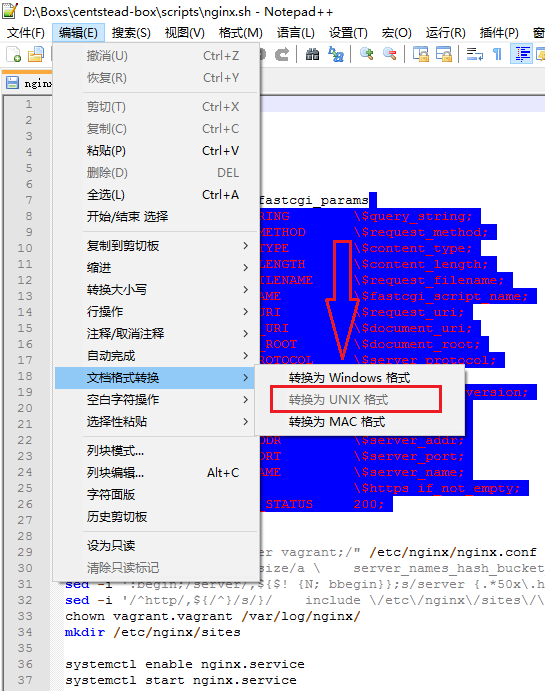 D:\Boxs\centstead-box\scripts\nginx.sh - Notepad++
文件(F) 编辑(E) 搜索(S) 视图(V) 格式(M) 语言(L) 设置(T) 宏(O) 运行(R) 插件(P)
撤消(U) Ctrl+Z
恢复(R) Ctrl+Y
剪切(T) Ctrl+X
复制(C) Ctrl+C
粘贴(P) Ctrl+V
删除(D) DEL
全选(L) Ctrl+A
开始/结束 选择
复制到剪切板
缩进
转换大小写
行操作
注释/取消注释
自动完成
文档格式转换
空白字符操作
选择性粘贴
列块模式...
列块编辑... Alt+C
字符面版
历史剪切板
设为只读
清除只读标记
转换为 Windows 格式
转换为 UNIX 格式
转换为 MAC 格式
nginx
1
2
3
4
5
6
7 fastcgi_params
8 RING \$query_string;
9 METHOD \$request_method;
10 TYPE \$content_type;
11 LENGTH \$content_length;
12 ILENAME \$request_filename;
13 AME \$fastcgi_script_name;
14 URI \$request_uri;
15 _URI \$document_uri;
16 _ROOT \$document_root;
17 ROTOCOL \$server_protocol;
18
19 version;
20
21
22
23 DDR \$server_addr;
24 ORT \$server_port;
25 AME \$server_name;
26 \$https if_not_empty;
26 _STATUS 200;
27
28
29 er vagrant;/" /etc/nginx/nginx.conf
30 size/a \ server_names_hash_bucket
31 sed -i ':begin;/server/,${$! {N; bbegin}};s/server {.*50x\.h
32 sed -i '/^http/,${/^}/s/}/ include \/etc\/nginx\/sites\/\
33 chown vagrant.vagrant /var/log/nginx/
34 mkdir /etc/nginx/sites
35
36 systemctl enable nginx.service
37 systemctl start nginx.service